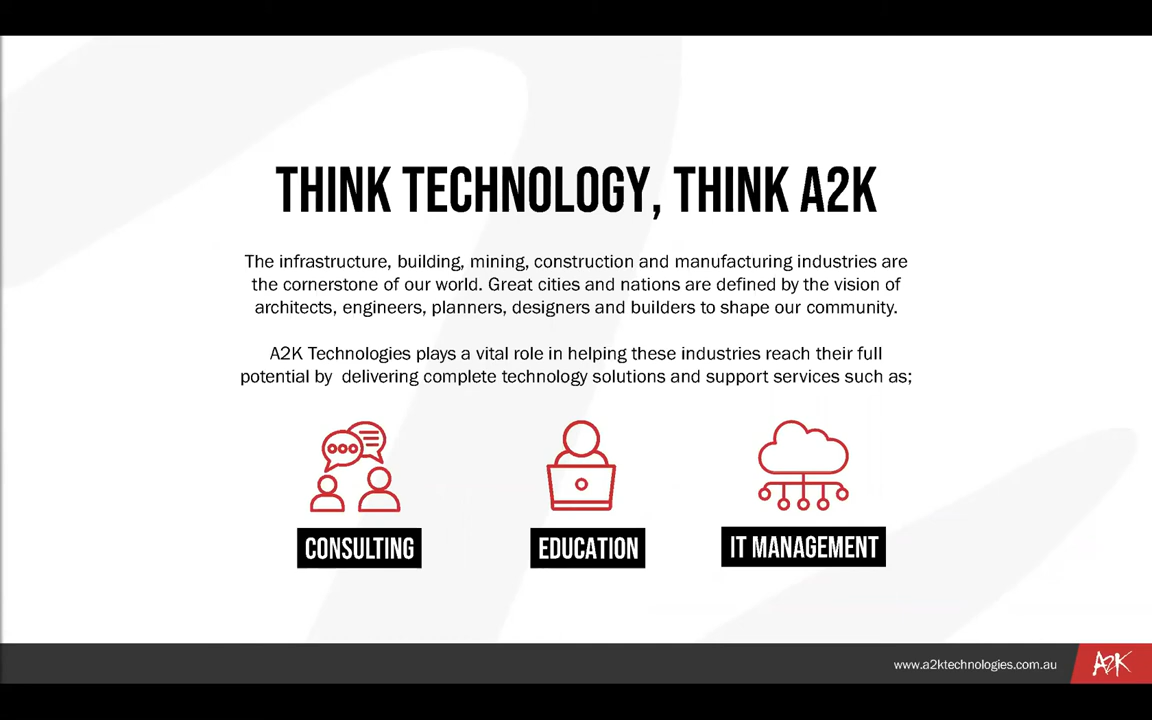 THINK TECHNOLOGY, THINK A2K
The infrastructure, building, mining, construction and manufacturing industries are
the cornerstone of our world. Great cities and nations are defined by the vision of
architects, engineers, planners, designers and builders to shape our community.
A2K Technologies plays a vital role in helping these industries reach their full
potential by  delivering complete technology solutions and support services such as;
CONSULTING
EDUCATION
IT MANAGEMENT
www.a2ktechnologies.com.au
A2K